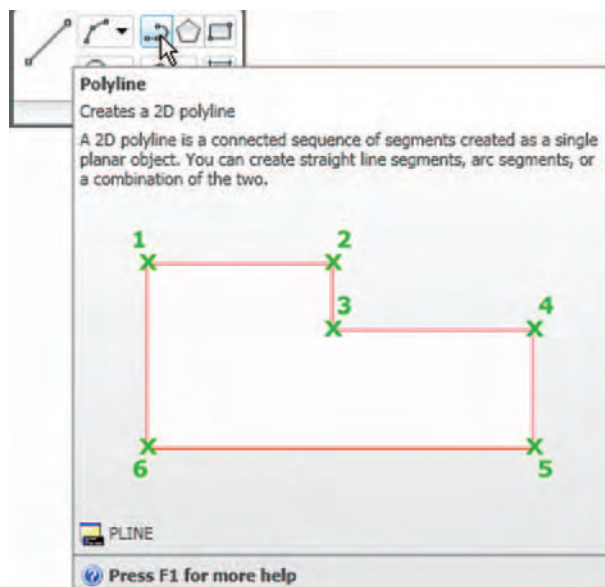 Polyline
Creates a 2D polyline
A 2D polyline is a connected sequence of segments created as a single
planar object. You can create straight line segments, arc segments, or
a combination of the two.
1 2
3 4
6 5
PLINE
Press F1 for more help